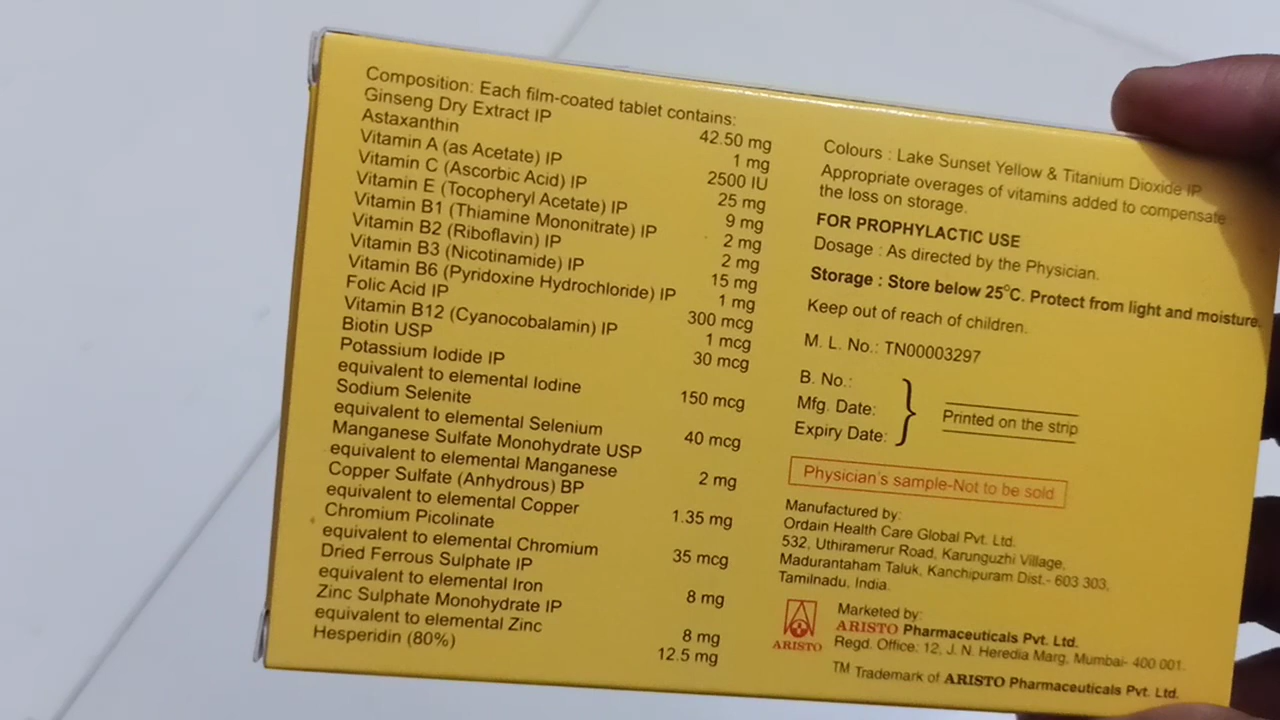 Composition: Each film-coated tablet contains:
Ginseng Dry Extract IP 42.50 mg
Astaxanthin 1 mg
Vitamin A (as Acetate) IP 2500 IU
Vitamin C (Ascorbic Acid) IP 25 mg
Vitamin E (Tocopheryl Acetate) IP 9 mg
Vitamin B1 (Thiamine Mononitrate) IP 2 mg
Vitamin B2 (Riboflavin) IP 2 mg
Vitamin B3 (Nicotinamide) IP 15 mg
Vitamin B6 (Pyridoxine Hydrochloride) IP 1 mg
Folic Acid IP 300 mcg
Vitamin B12 (Cyanocobalamin) IP 1 mcg
Biotin USP 30 mcg
Potassium Iodide IP
equivalent to elemental Iodine 150 mcg
Sodium Selenite
equivalent to elemental Selenium 40 mcg
Manganese Sulfate Monohydrate USP
equivalent to elemental Manganese 2 mg
Copper Sulfate (Anhydrous) BP
equivalent to elemental Copper 1.35 mg
Chromium Picolinate
equivalent to elemental Chromium 35 mcg
Dried Ferrous Sulphate IP
equivalent to elemental Iron 8 mg
Zinc Sulphate Monohydrate IP
equivalent to elemental Zinc 8 mg
Hesperidin (80%) 12.5 mg
Colours : Lake Sunset Yellow & Titanium Dioxide IP
Appropriate overages of vitamins added to compensate
the loss on storage.
FOR PROPHYLACTIC USE
Dosage : As directed by the Physician.
Storage : Store below 25°C. Protect from light and moisture.
Keep out of reach of children.
M. L. No.: TN00003297
B. No.:
Mfg. Date:
Expiry Date:
Printed on the strip
Physician's sample-Not to be sold
Manufactured by:
Ordain Health Care Global Pvt. Ltd.
532, Uthiramerur Road, Karunguzhi Village,
Madurantaham Taluk, Kanchipuram Dist.- 603 303,
Tamilnadu, India.
ARISTO
Marketed by:
ARISTO Pharmaceuticals Pvt. Ltd.
Regd. Office: 12, J. N. Heredia Marg, Mumbai- 400 001.
TM Trademark of ARISTO Pharmaceuticals Pvt. Ltd.